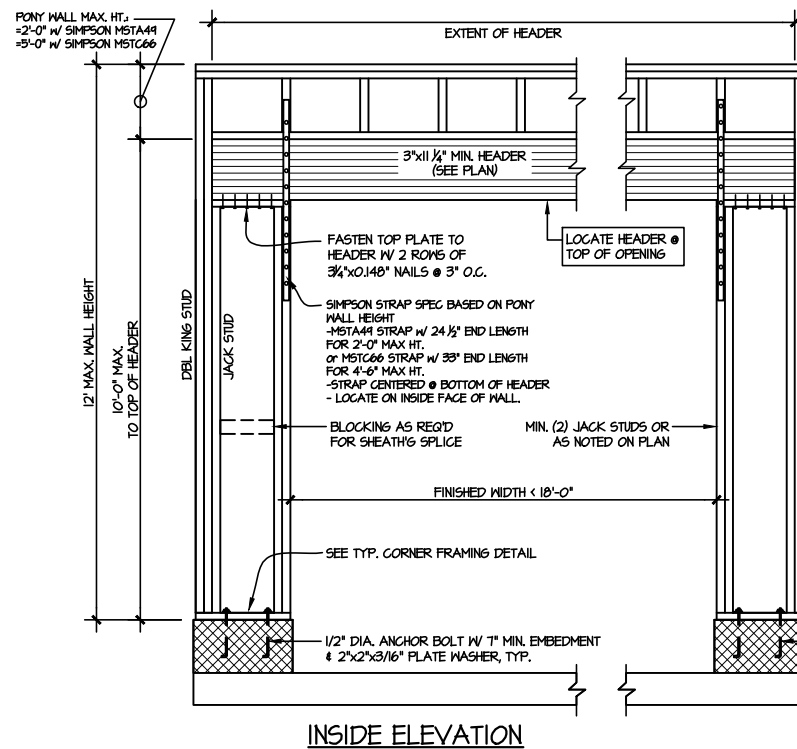 PONY WALL MAX. HT.:
=2'-0" W/ SIMPSON MSTA49
=5'-0" W/ SIMPSON MSTC66
EXTENT OF HEADER
3"x11 1/4" MIN. HEADER
(SEE PLAN)
FASTEN TOP PLATE TO
HEADER W/ 2 ROWS OF
3 1/4"x0.148" NAILS @ 3" O.C.
LOCATE HEADER @
TOP OF OPENING
SIMPSON STRAP SPEC BASED ON PONY
WALL HEIGHT
-MSTA49 STRAP W/ 24 1/2" END LENGTH
FOR 2'-0" MAX HT.
or MSTC66 STRAP W/ 33" END LENGTH
FOR 4'-6" MAX HT.
-STRAP CENTERED @ BOTTOM OF HEADER
- LOCATE ON INSIDE FACE OF WALL.
12' MAX. WALL HEIGHT
10'-0" MAX.
TO TOP OF HEADER
DBL KING STUD
JACK STUD
BLOCKING AS REQ'D
FOR SHEATH'G SPLICE
MIN. (2) JACK STUDS OR
AS NOTED ON PLAN
FINISHED WIDTH < 18'-0"
SEE TYP. CORNER FRAMING DETAIL
1/2" DIA. ANCHOR BOLT W/ 7" MIN. EMBEDMENT
& 2"x2"x3/16" PLATE WASHER, TYP.
INSIDE ELEVATION